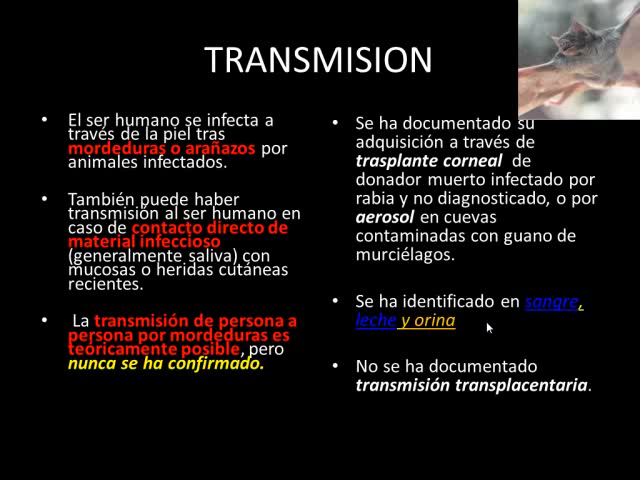 TRANSMISION
El ser humano se infecta a
través de la piel tras
mordeduras o arañazos por
animales infectados.
También puede haber
transmisión al ser humano en
caso de contacto directo de
material infeccioso
(generalmente saliva) con
mucosas o heridas cutáneas
recientes.
La transmisión de persona a
persona por mordeduras es
teóricamente posible, pero
nunca se ha confirmado.
Se ha documentado su
adquisición a través de
trasplante corneal de
donador muerto infectado por
rabia y no diagnosticado, o por
aerosol en cuevas
contaminadas con guano de
murciélagos.
Se ha identificado en sangre,
leche y orina
No se ha documentado
transmisión transplacentaria.